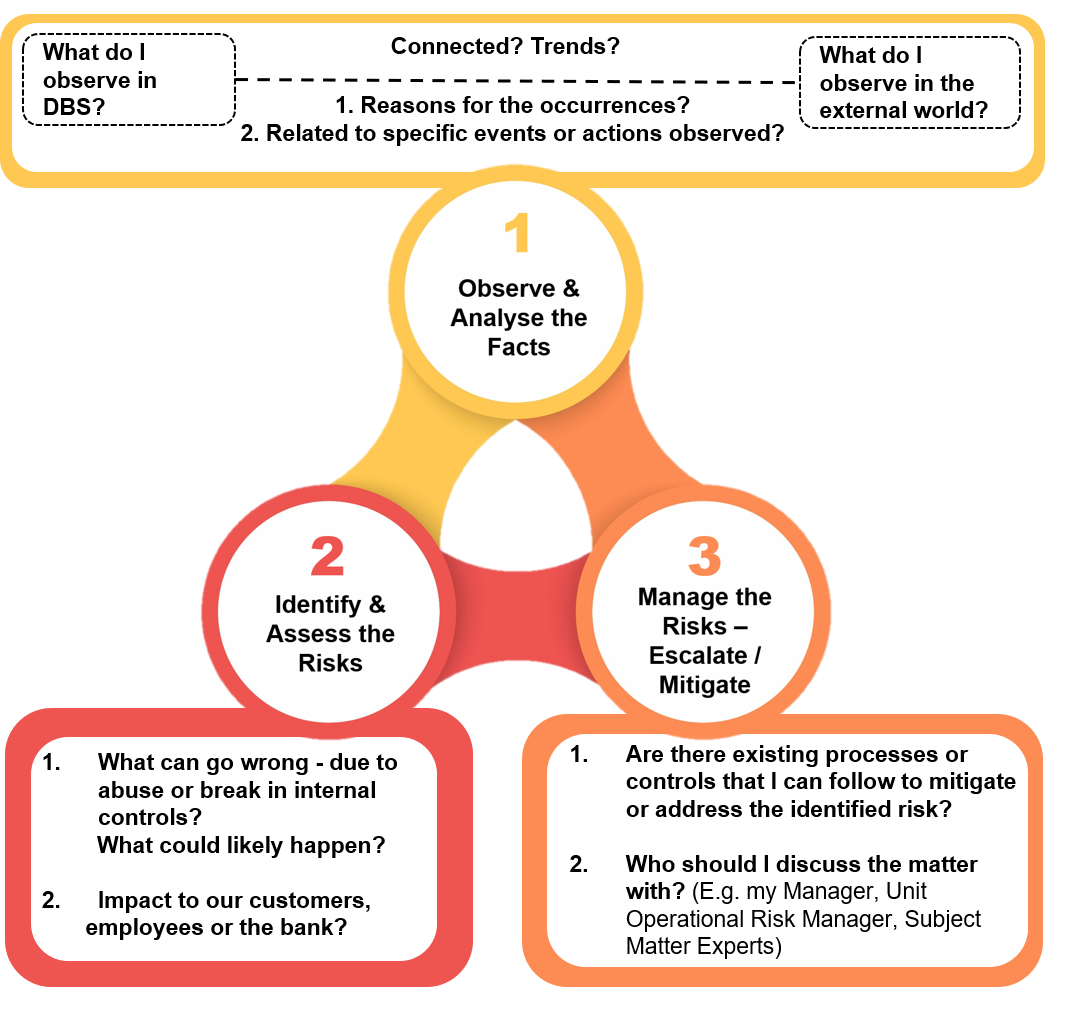 What do I
observe in
DBS?
Connected? Trends?
What do I
observe in the
external world?
1. Reasons for the occurrences?
2. Related to specific events or actions observed?
1
Observe &
Analyse the
Facts
2
Identify &
Assess the
Risks
3
Manage the
Risks –
Escalate /
Mitigate
1. What can go wrong - due to
abuse or break in internal
controls?
What could likely happen?
2. Impact to our customers,
employees or the bank?
1. Are there existing processes or
controls that I can follow to mitigate
or address the identified risk?
2. Who should I discuss the matter
with? (E.g. my Manager, Unit
Operational Risk Manager, Subject
Matter Experts)